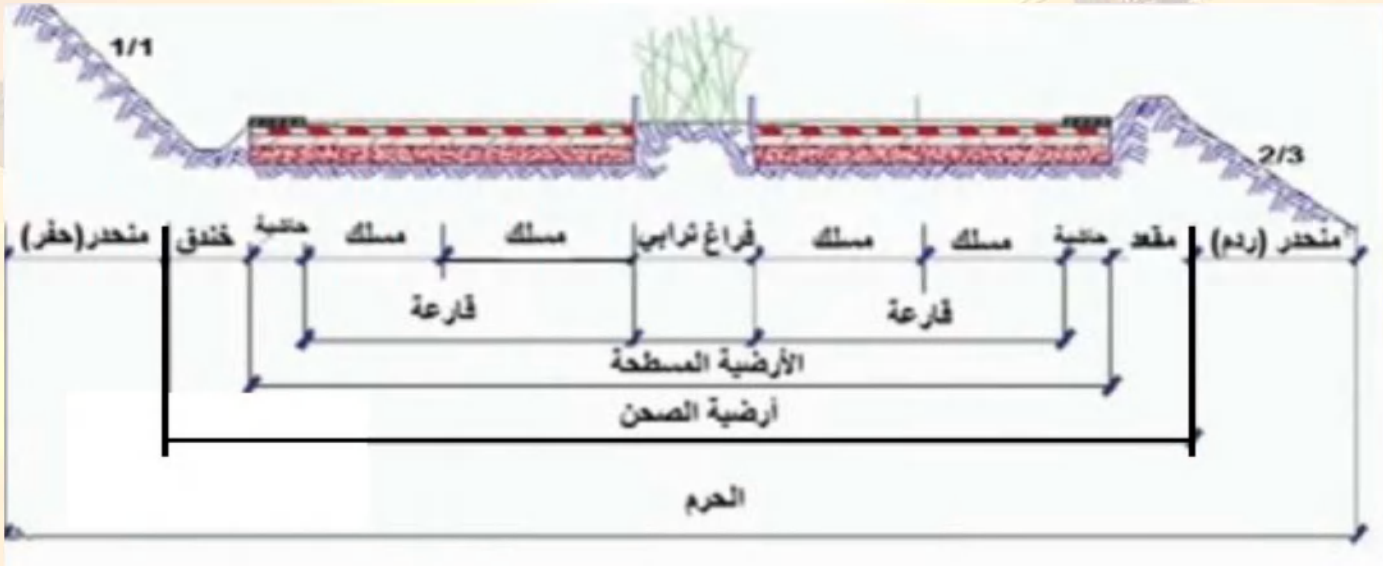 1/1
2/3
منحدر (ردم) مقعد حاشية مسلك مسلك فراغ ترابي مسلك مسلك حاشية خندق منحدر(حفر)
قارعة قارعة
الأرضية المسطحة
أرضية الصحن
الحرم